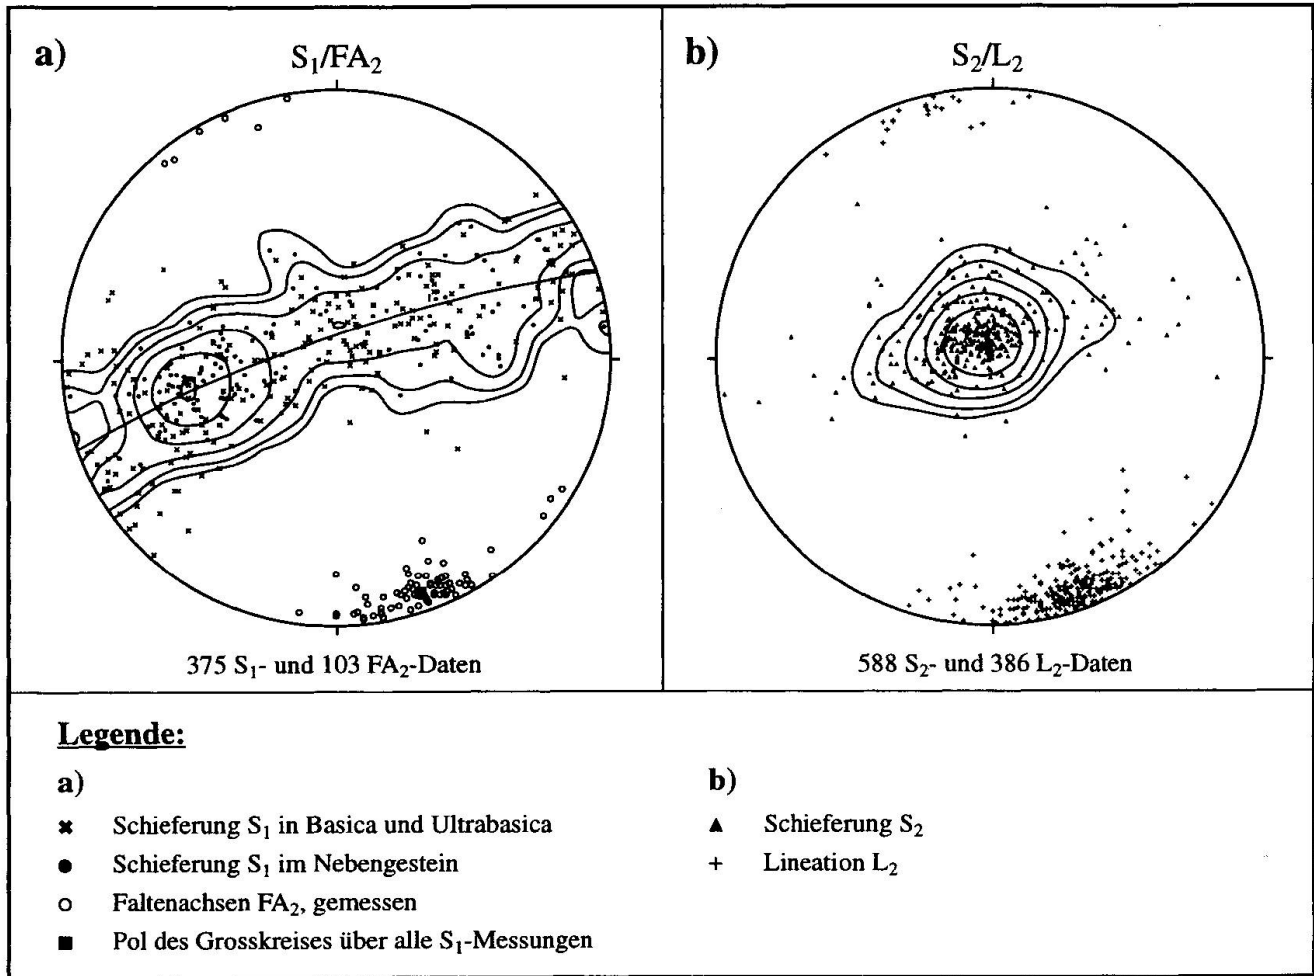 a)
S₁/FA₂
375 S₁- und 103 FA₂-Daten
b)
S₂/L₂
588 S₂- und 386 L₂-Daten
Legende:
a)
Schieferung S₁ in Basica und Ultrabasica
Schieferung S₁ im Nebengestein
Faltenachsen FA₂, gemessen
Pol des Grosskreises über alle S₁-Messungen
b)
Schieferung S₂
Lineation L₂